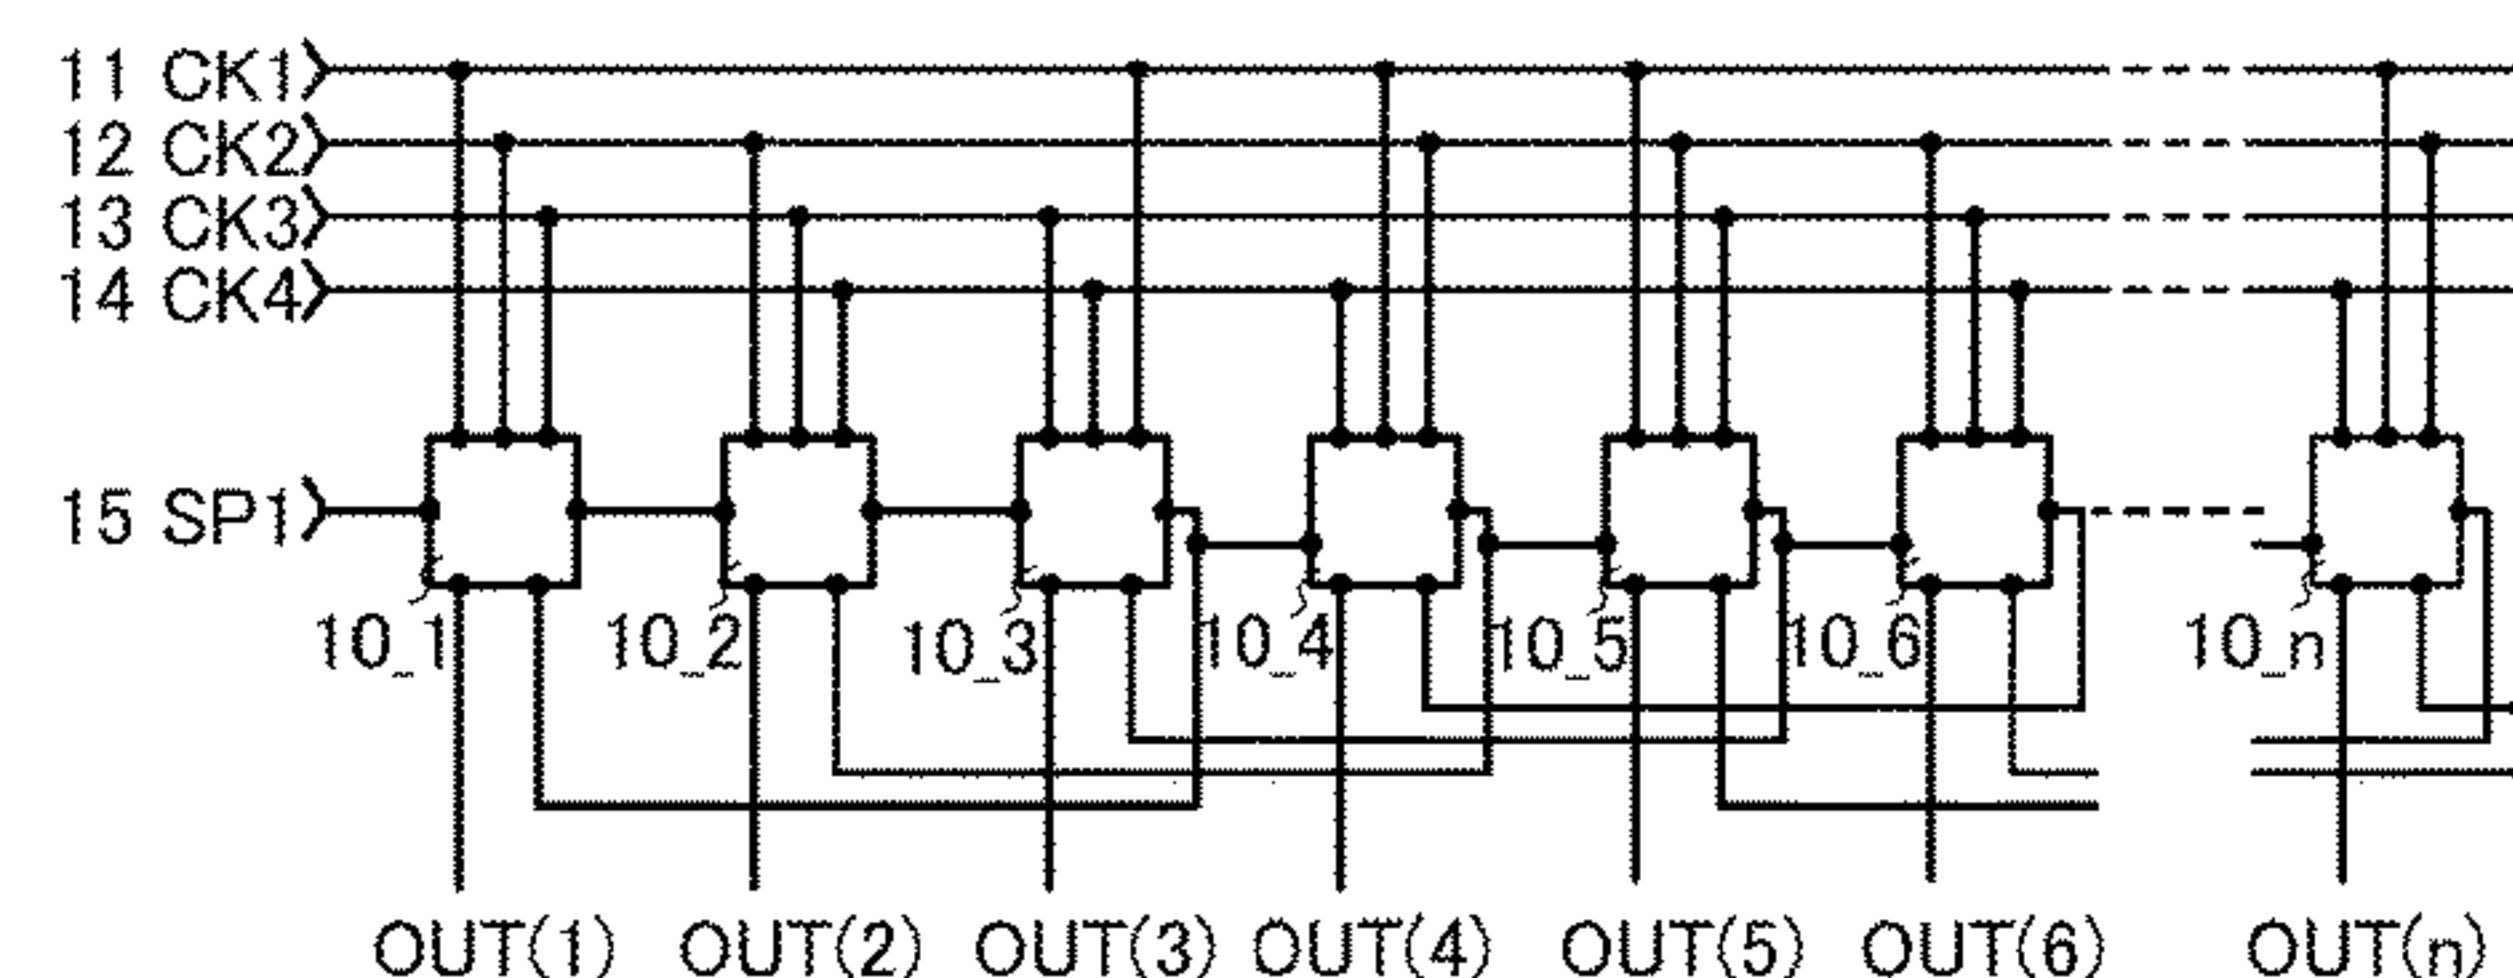 11 CK1
12 CK2
13 CK3
14 CK4
15 SP1
10_1 10_2 10_3 10_4 10_5 10_6 10_n
OUT(1) OUT(2) OUT(3) OUT(4) OUT(5) OUT(6) OUT(n)